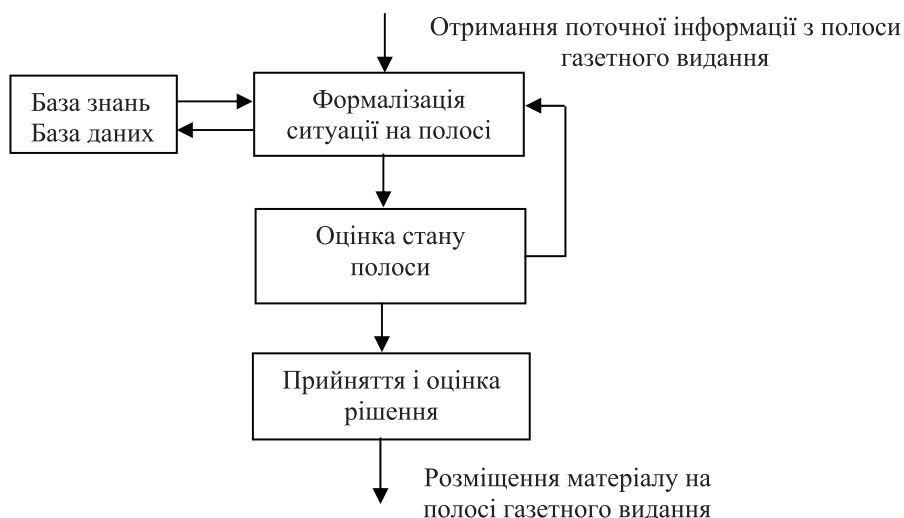 Отримання поточної інформації з полоси
газетного видання
База знань
База даних
Формалізація
ситуації на полосі
Оцінка стану
полоси
Прийняття і оцінка
рішення
Розміщення матеріалу на
полосі газетного видання